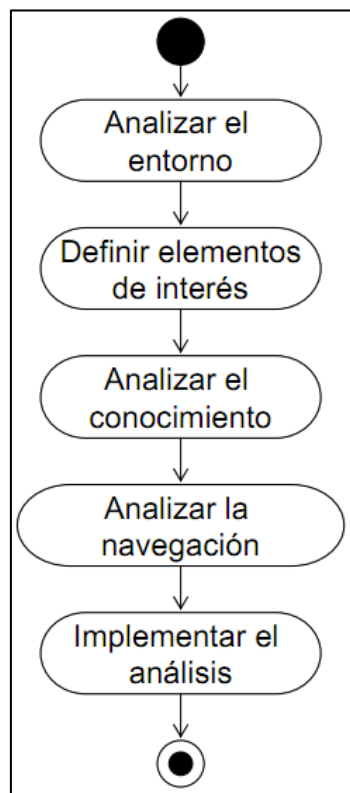 Analizar el
entorno
Definir elementos
de interés
Analizar el
conocimiento
Analizar la
navegación
Implementar el
análisis